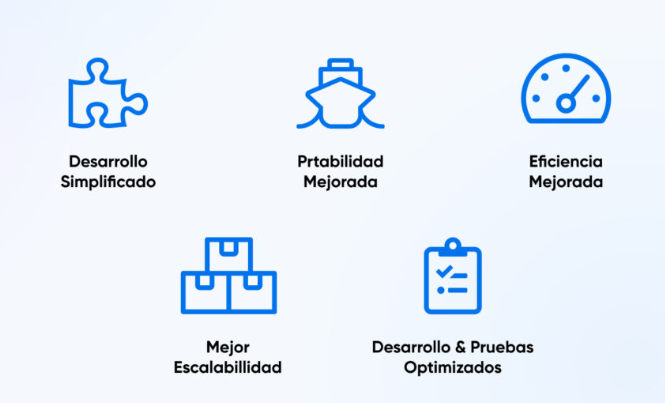 Desarrollo
Simplificado
Prtabilidad
Mejorada
Eficiencia
Mejorada
Mejor
Escalabillidad
Desarrollo & Pruebas
Optimizados